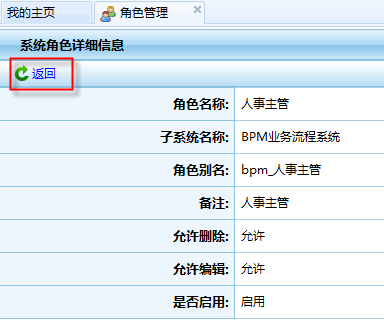 我的主页 角色管理
系统角色详细信息
返回
角色名称: 人事主管
子系统名称: BPM业务流程系统
角色别名: bpm_人事主管
备注: 人事主管
允许删除: 允许
允许编辑: 允许
是否启用: 启用